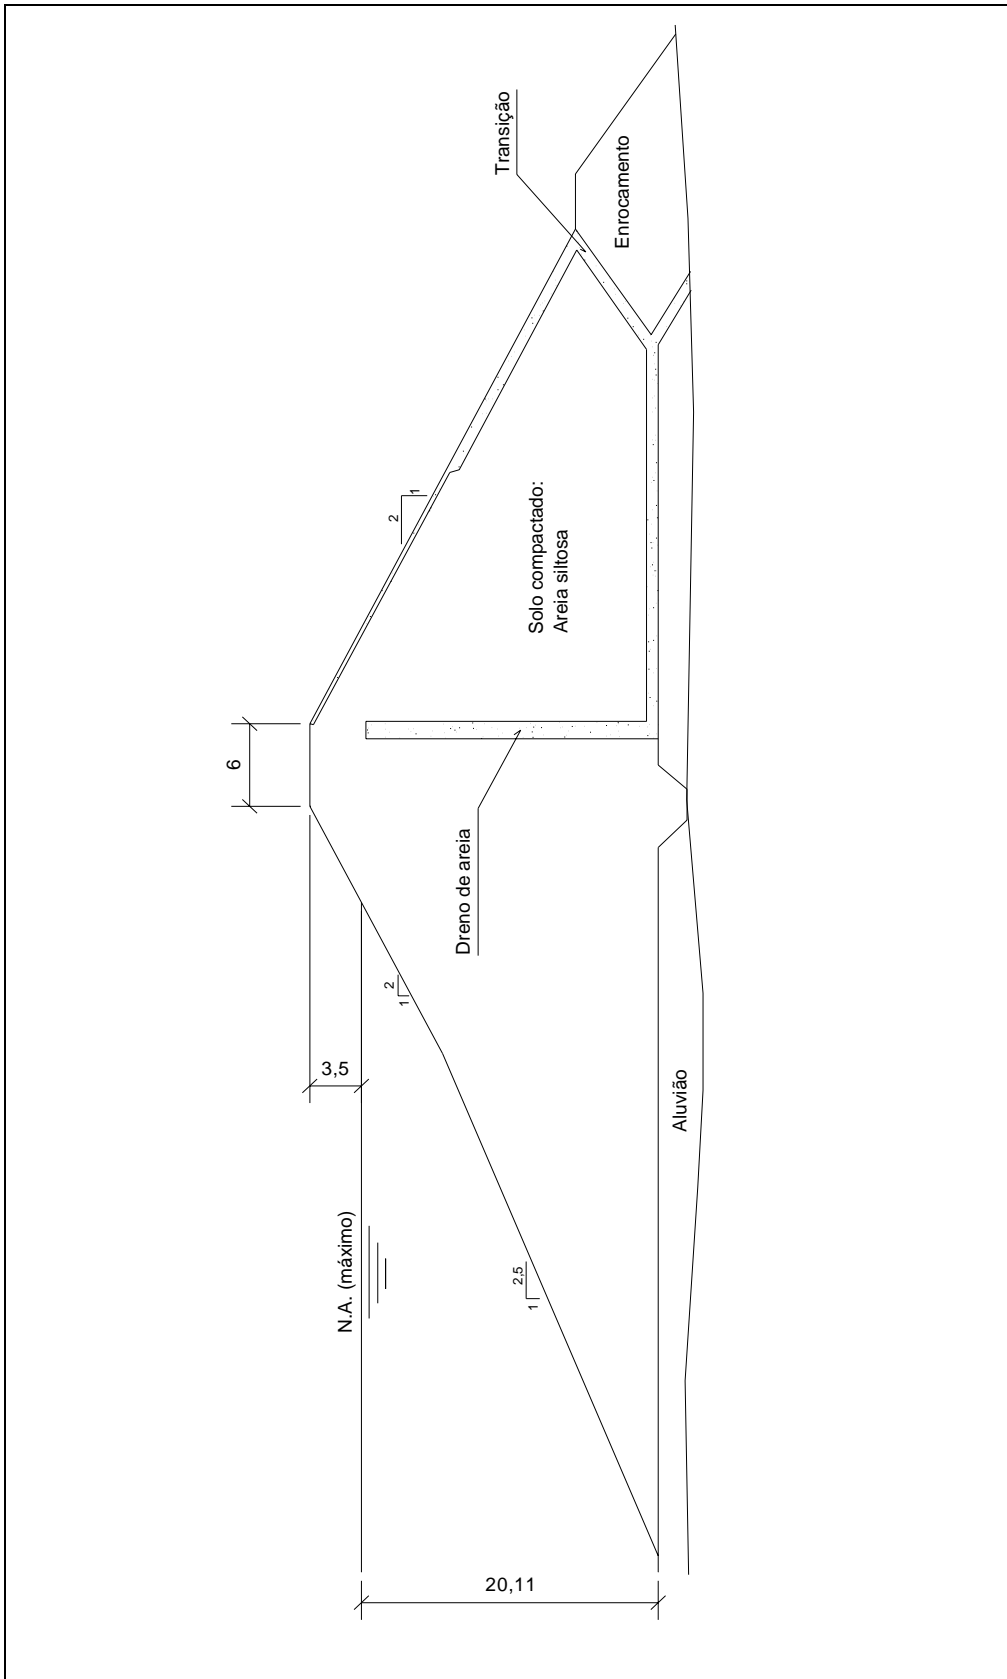 6
3,5
N.A. (máximo)
20,11
2
1
2,5
1
2
1
Dreno de areia
Solo compactado:
Areia siltosa
Transição
Enrocamento
Aluvião